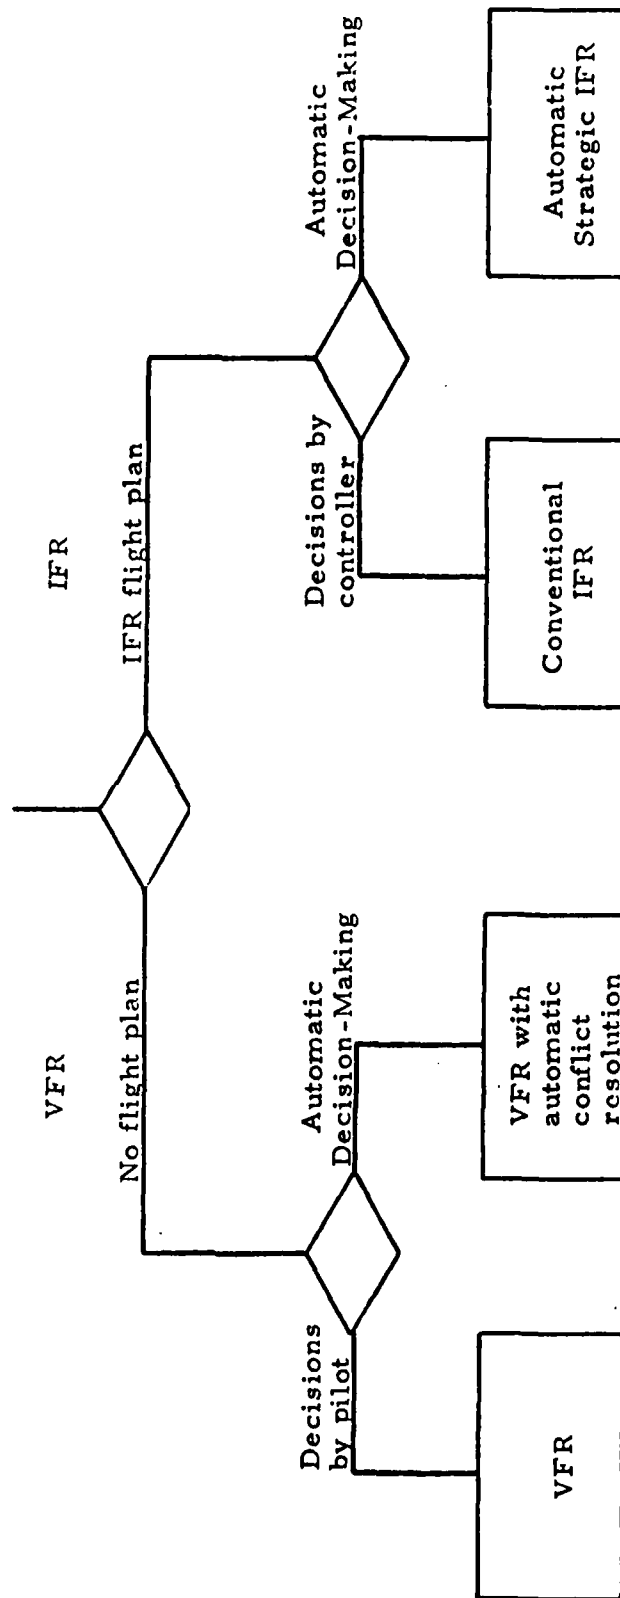 VFR
IFR
No flight plan
IFR flight plan
Decisions
by pilot
Automatic
Decision-Making
Decisions by
controller
Automatic
Decision-Making
VFR
VFR with
automatic
conflict
resolution
Conventional
IFR
Automatic
Strategic IFR